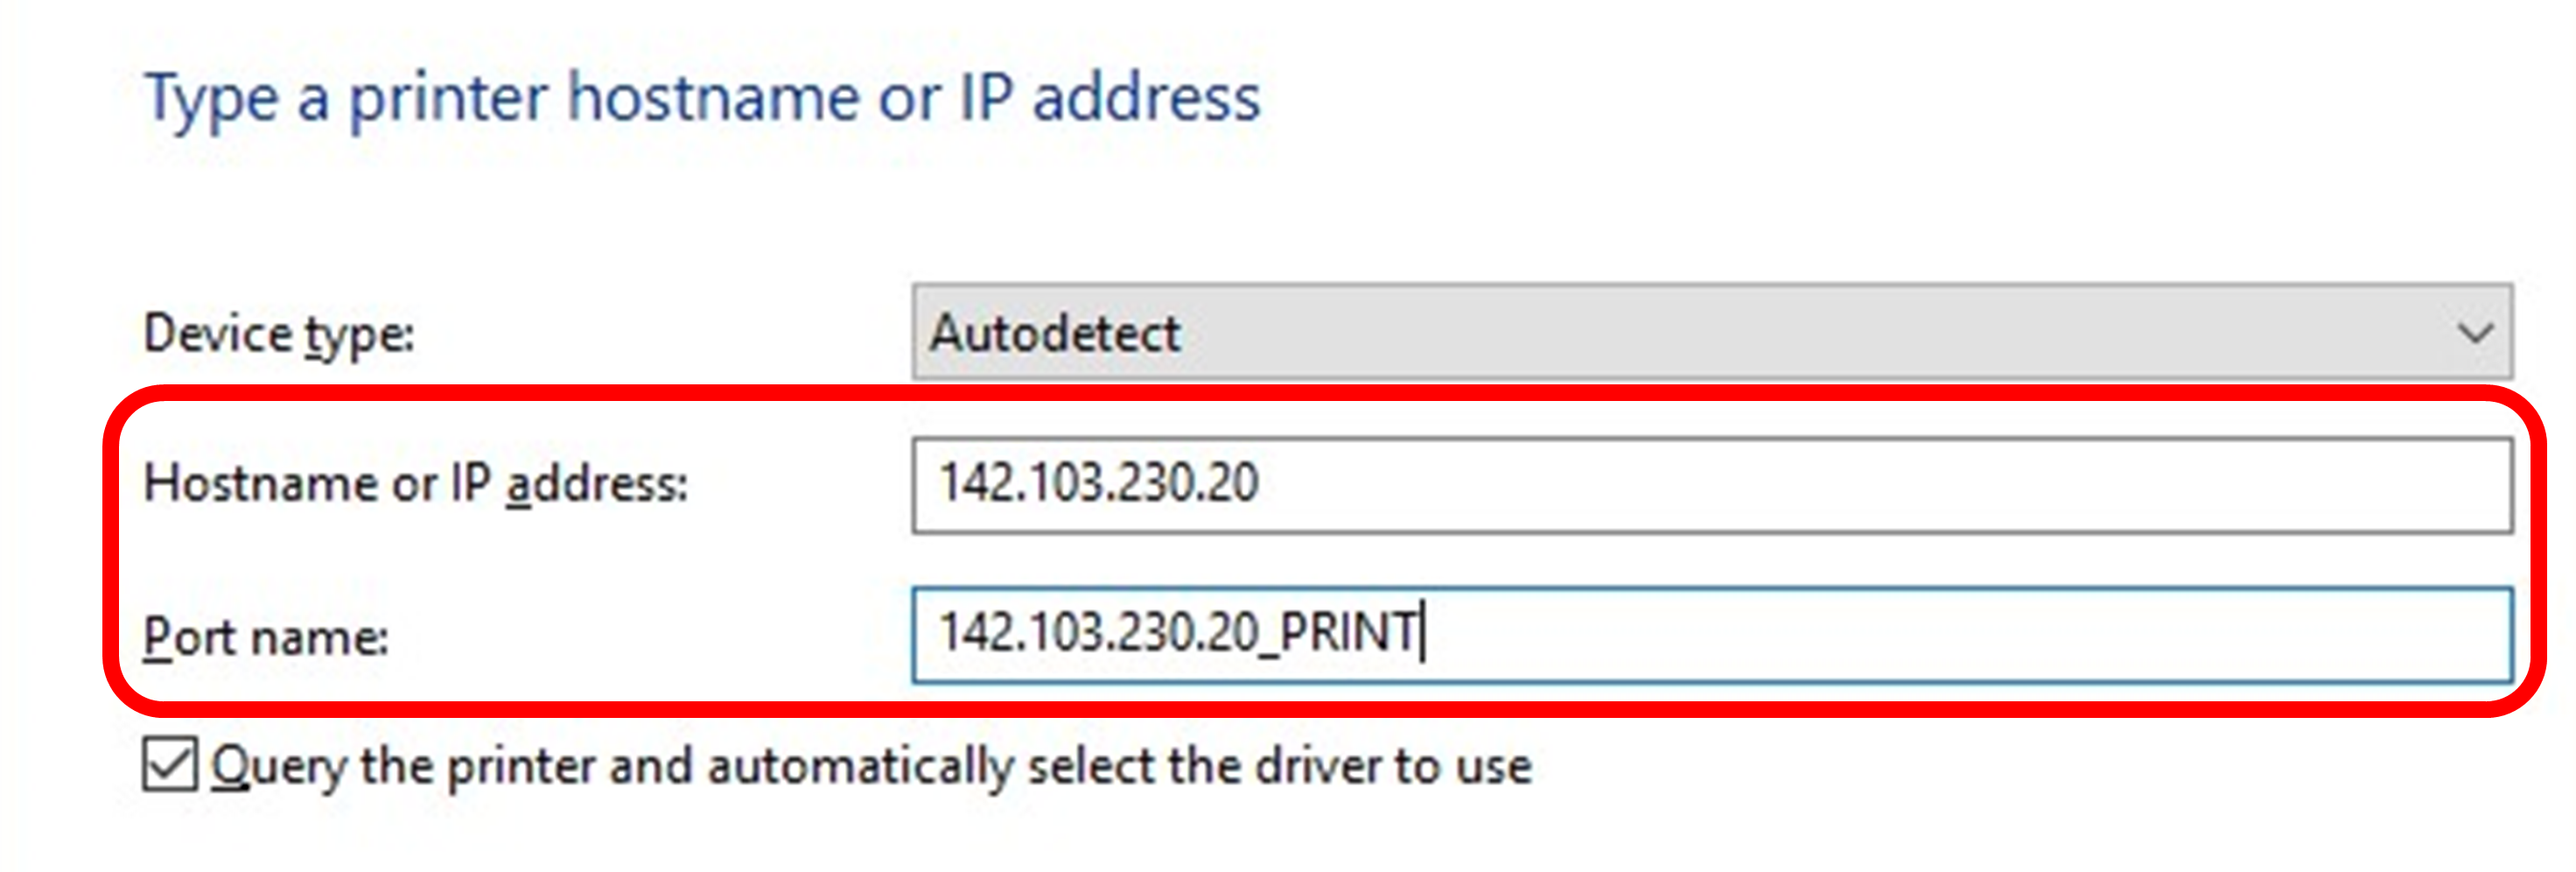 Type a printer hostname or IP address
Device type: Autodetect
Hostname or IP address: 142.103.230.20
Port name: 142.103.230.20_PRINT
Query the printer and automatically select the driver to use